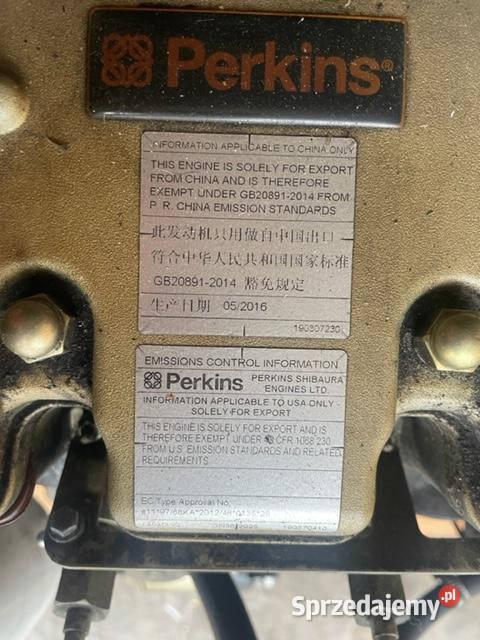 Perkins®
INFORMATION APPLICABLE TO CHINA ONLY
THIS ENGINE IS SOLELY FOR EXPORT
FROM CHINA AND IS THEREFORE
EXEMPT UNDER GB20891-2014 FROM
P. R. CHINA EMISSION STANDARDS
此发动机只用做自中国出口
符合中华人民共和国国家标准
GB20891-2014 豁免规定
生产日期 05/2016
190307230
EMISSIONS CONTROL INFORMATION
Perkins PERKINS SHIBAURA
ENGINES LTD.
INFORMATION APPLICABLE TO USA ONLY -
SOLELY FOR EXPORT
THIS ENGINE IS SOLELY FOR EXPORT AND IS
THEREFORE EXEMPT UNDER CFR 1068 230
FROM U.S. EMISSION STANDARDS AND RELATED
REQUIREMENTS
EC Type Approval No.
Sprzedajemy.pl